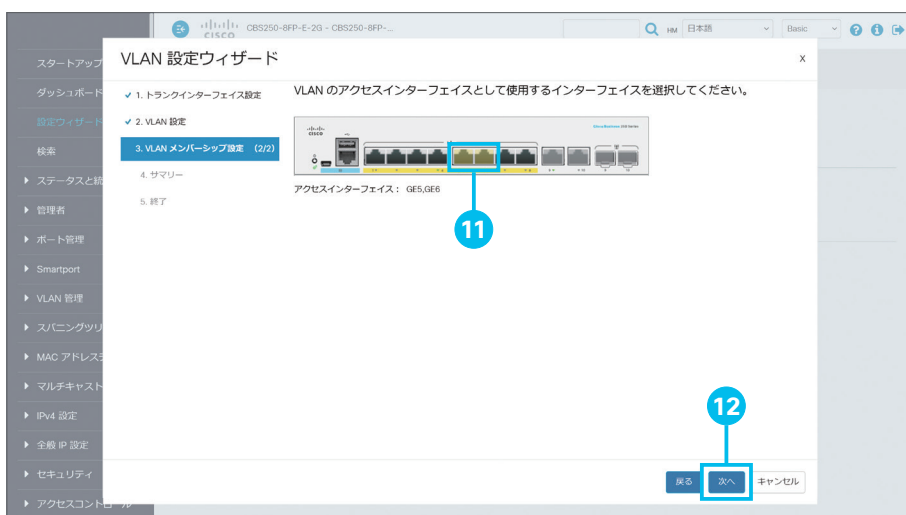 cisco
CBS250-8FP-E-2G - CBS250-8FP-...
HM
日本語
Basic
スタートアップ
ダッシュボード
設定ウィザード
検索
ステータスと統
管理者
ポート管理
Smartport
VLAN 管理
スパニングツリ
MAC アドレステ
マルチキャスト
IPv4 設定
全般 IP 設定
セキュリティ
アクセスコントロール
VLAN 設定ウィザード
X
1. トランクインターフェイス設定
2. VLAN 設定
3. VLAN メンバーシップ設定 (2/2)
4. サマリー
5. 終了
VLAN のアクセスインターフェイスとして使用するインターフェイスを選択してください。
cisco
アクセスインターフェイス： GE5,GE6
11
12
戻る
次へ
キャンセル